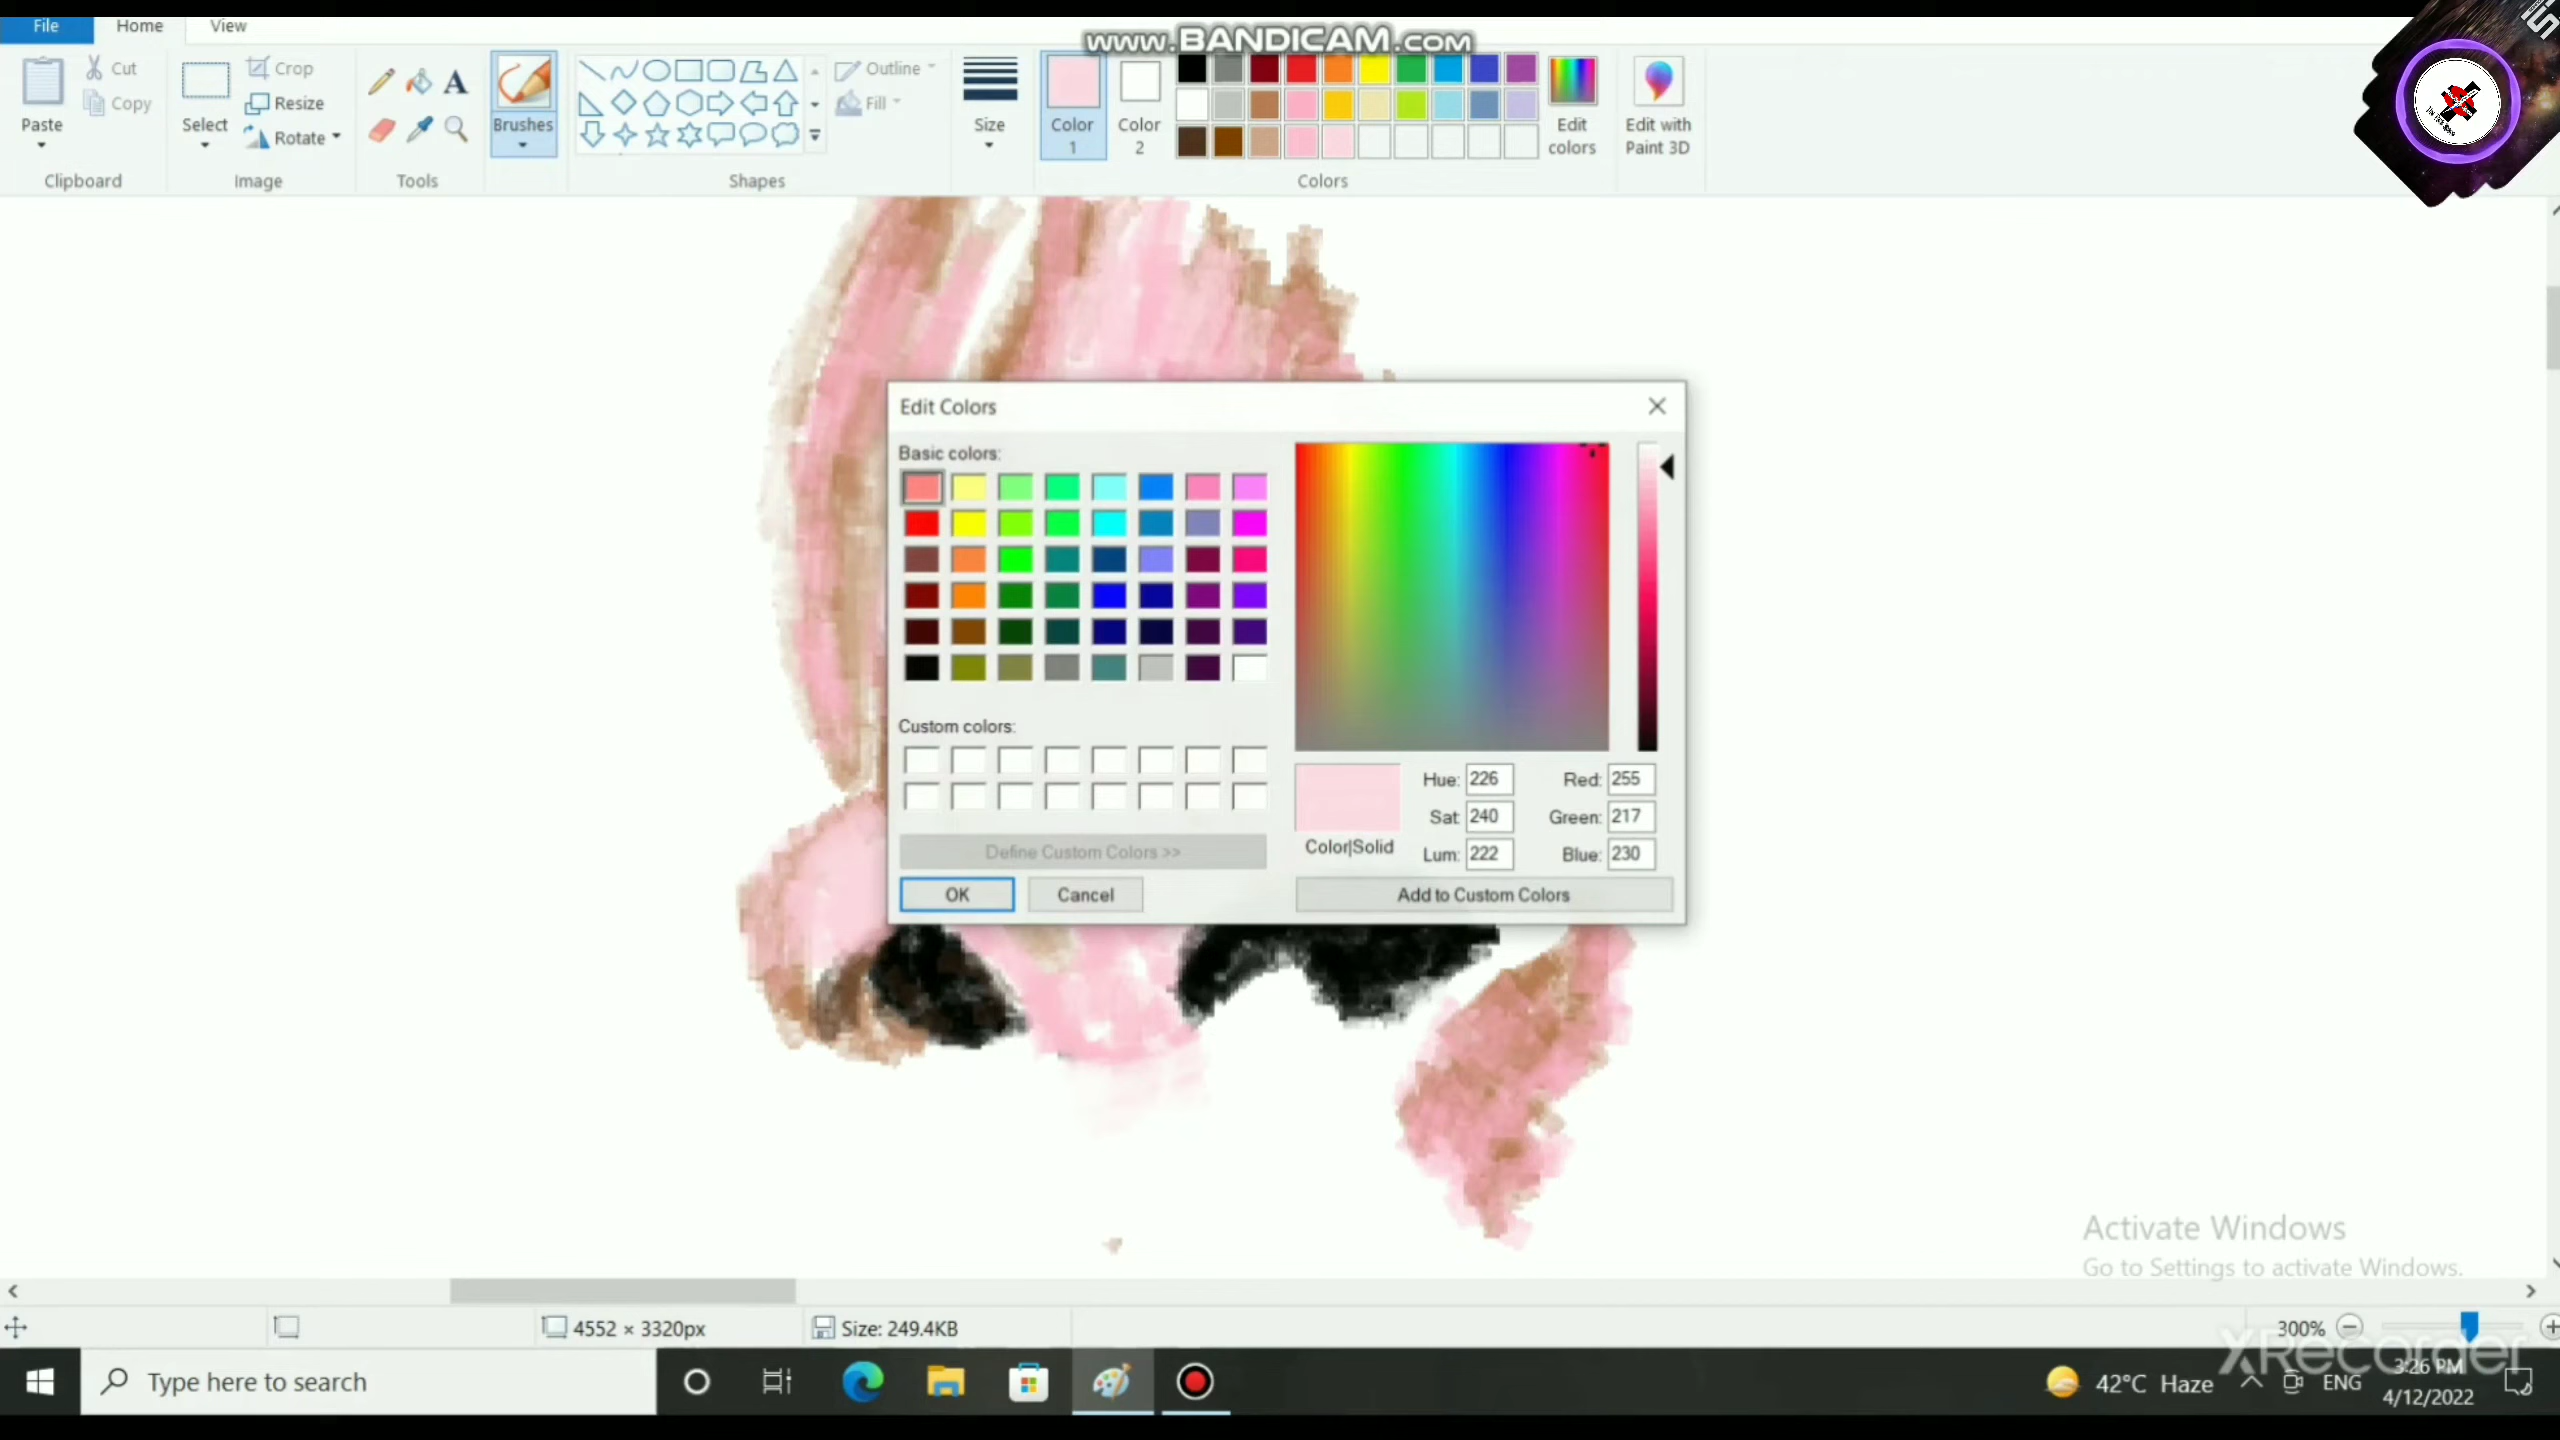 File Home View
www.BANDICAM.com
Paste
Cut
Copy
Clipboard
Select
Crop
Resize
Rotate
Image
A
Tools
Brushes
Shapes
Outline
Fill
Size
Color
1
Color
2
Edit
colors
Colors
Edit with
Paint 3D
Edit Colors
Basic colors:
Custom colors:
Define Custom Colors >>
OK Cancel
Color|Solid
Hue: 226 Red: 255
Sat: 240 Green: 217
Lum: 222 Blue: 230
Add to Custom Colors
Activate Windows
Go to Settings to activate Windows.
4552 × 3320px Size: 249.4KB 300%
XRecorder
Type here to search
42°C Haze ENG
3:26 PM
4/12/2022